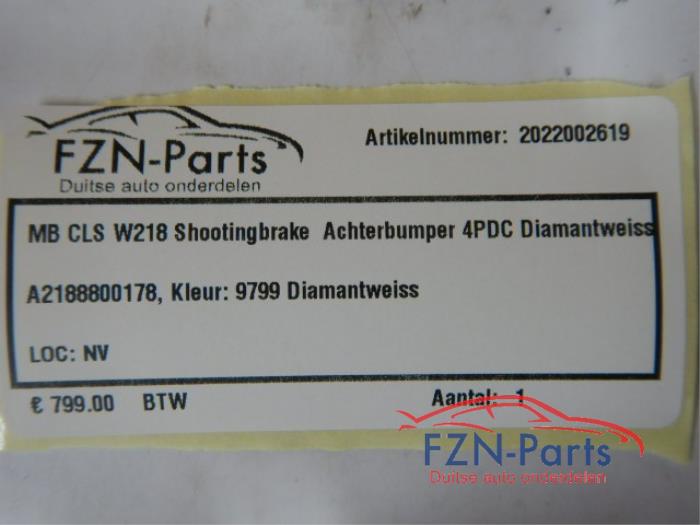 FZN-Parts
Duitse auto onderdelen
Artikelnummer: 2022002619
MB CLS W218 Shootingbrake Achterbumper 4PDC Diamantweiss
A2188800178, Kleur: 9799 Diamantweiss
LOC: NV
€ 799.00 BTW Aantal: 1
FZN-Parts
Duitse auto onderdelen